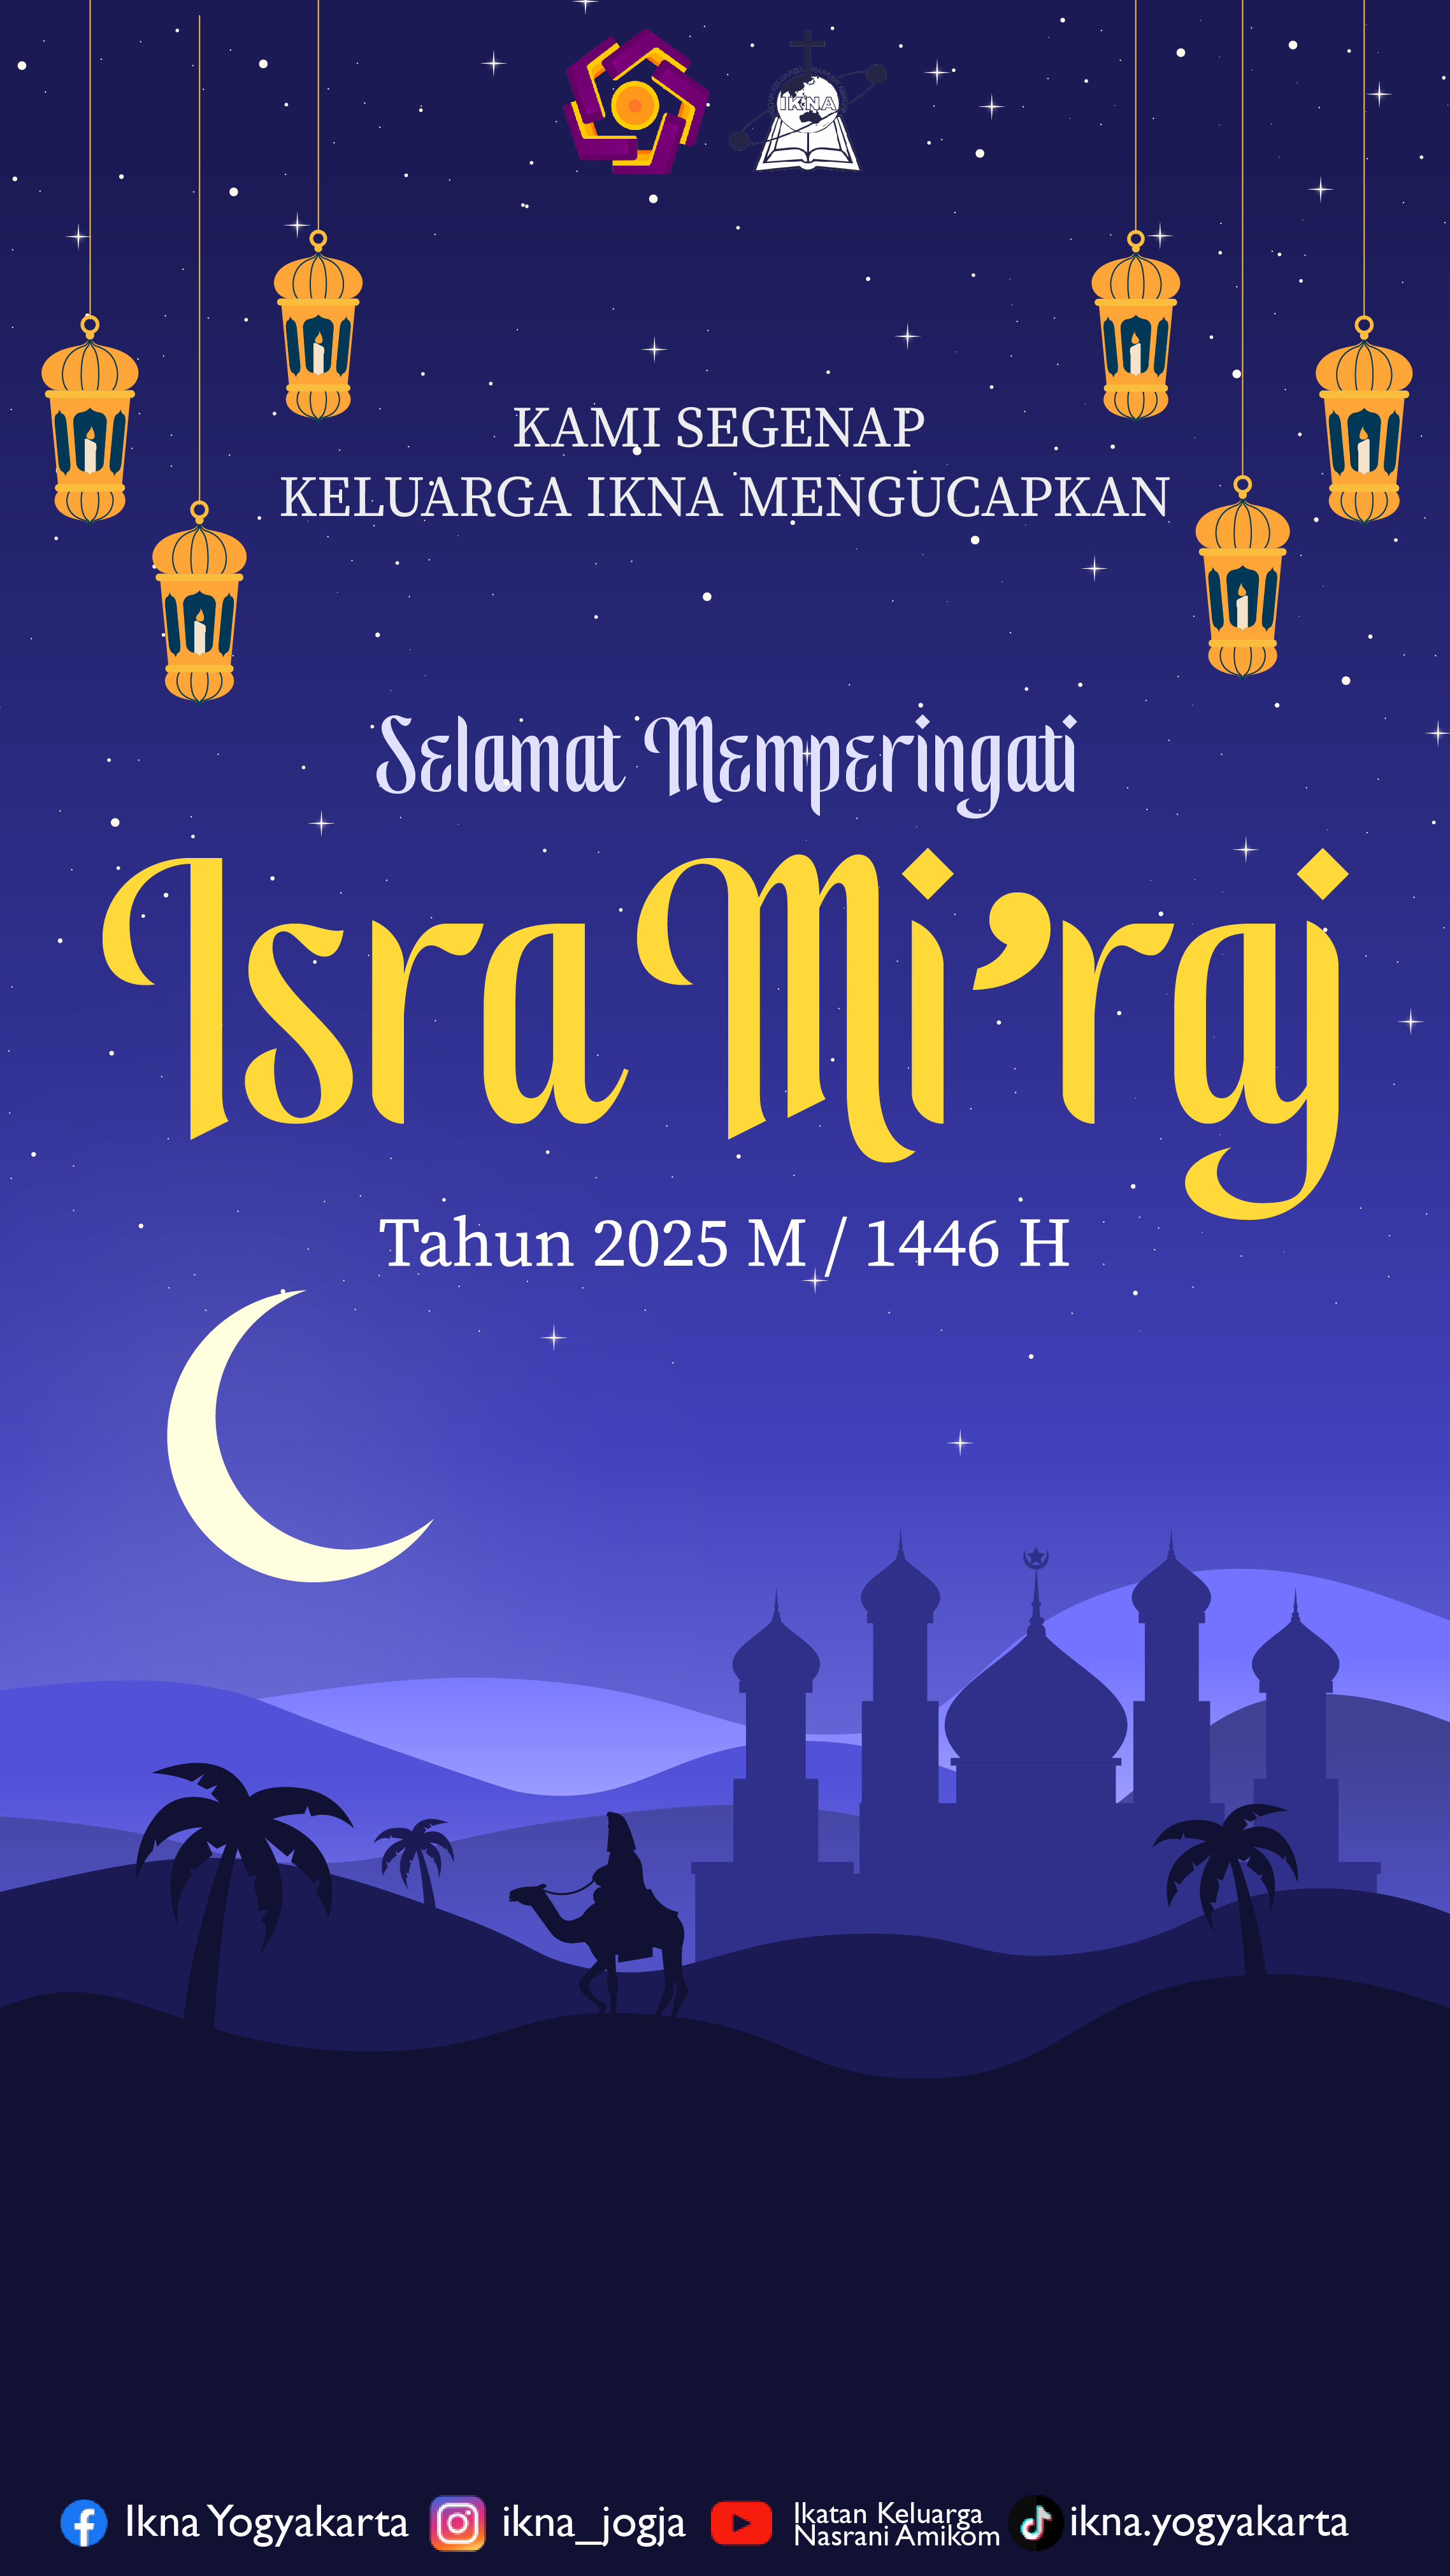 IKNA
KAMI SEGENAP
KELUARGA IKNA MENGUCAPKAN
Selamat Memperingati
Isra Mi'raj
Tahun 2025 M / 1446 H
Ikna Yogyakarta
ikna_jogja
Ikatan Keluarga
Nasrani Amikom
ikna.yogyakarta